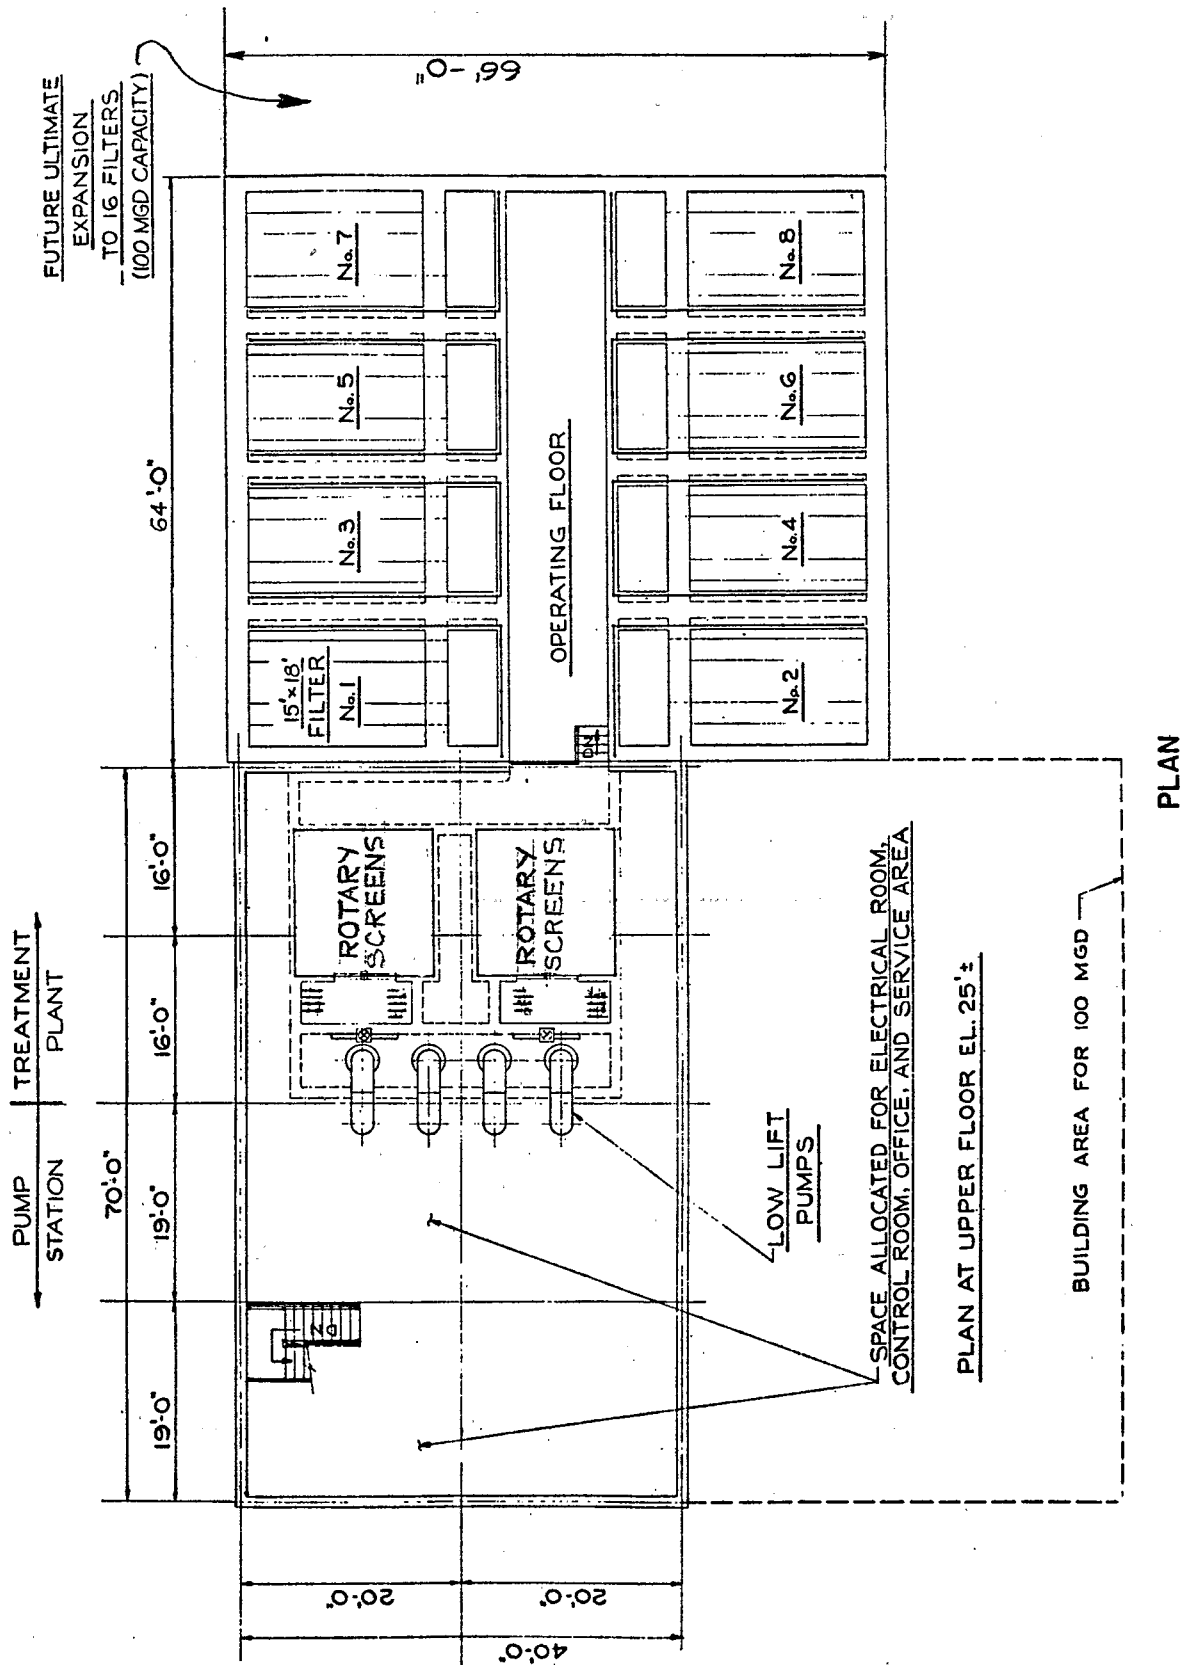 PUMP
STATION
TREATMENT
PLANT
FUTURE ULTIMATE
EXPANSION
TO 16 FILTERS
(100 MGD CAPACITY)
70'-0"
19'-0"
19'-0"
16'-0"
16'-0"
64'-0"
66'-0"
40'-0"
20'-0"
20'-0"
DN
ROTARY
SCREENS
ROTARY
SCREENS
15'x18'
FILTER
No.1
No.3
No.5
No.7
OPERATING FLOOR
DN
No.2
No.4
No.6
No.8
LOW LIFT
PUMPS
SPACE ALLOCATED FOR ELECTRICAL ROOM,
CONTROL ROOM, OFFICE, AND SERVICE AREA
PLAN AT UPPER FLOOR EL. 25'±
BUILDING AREA FOR 100 MGD
PLAN